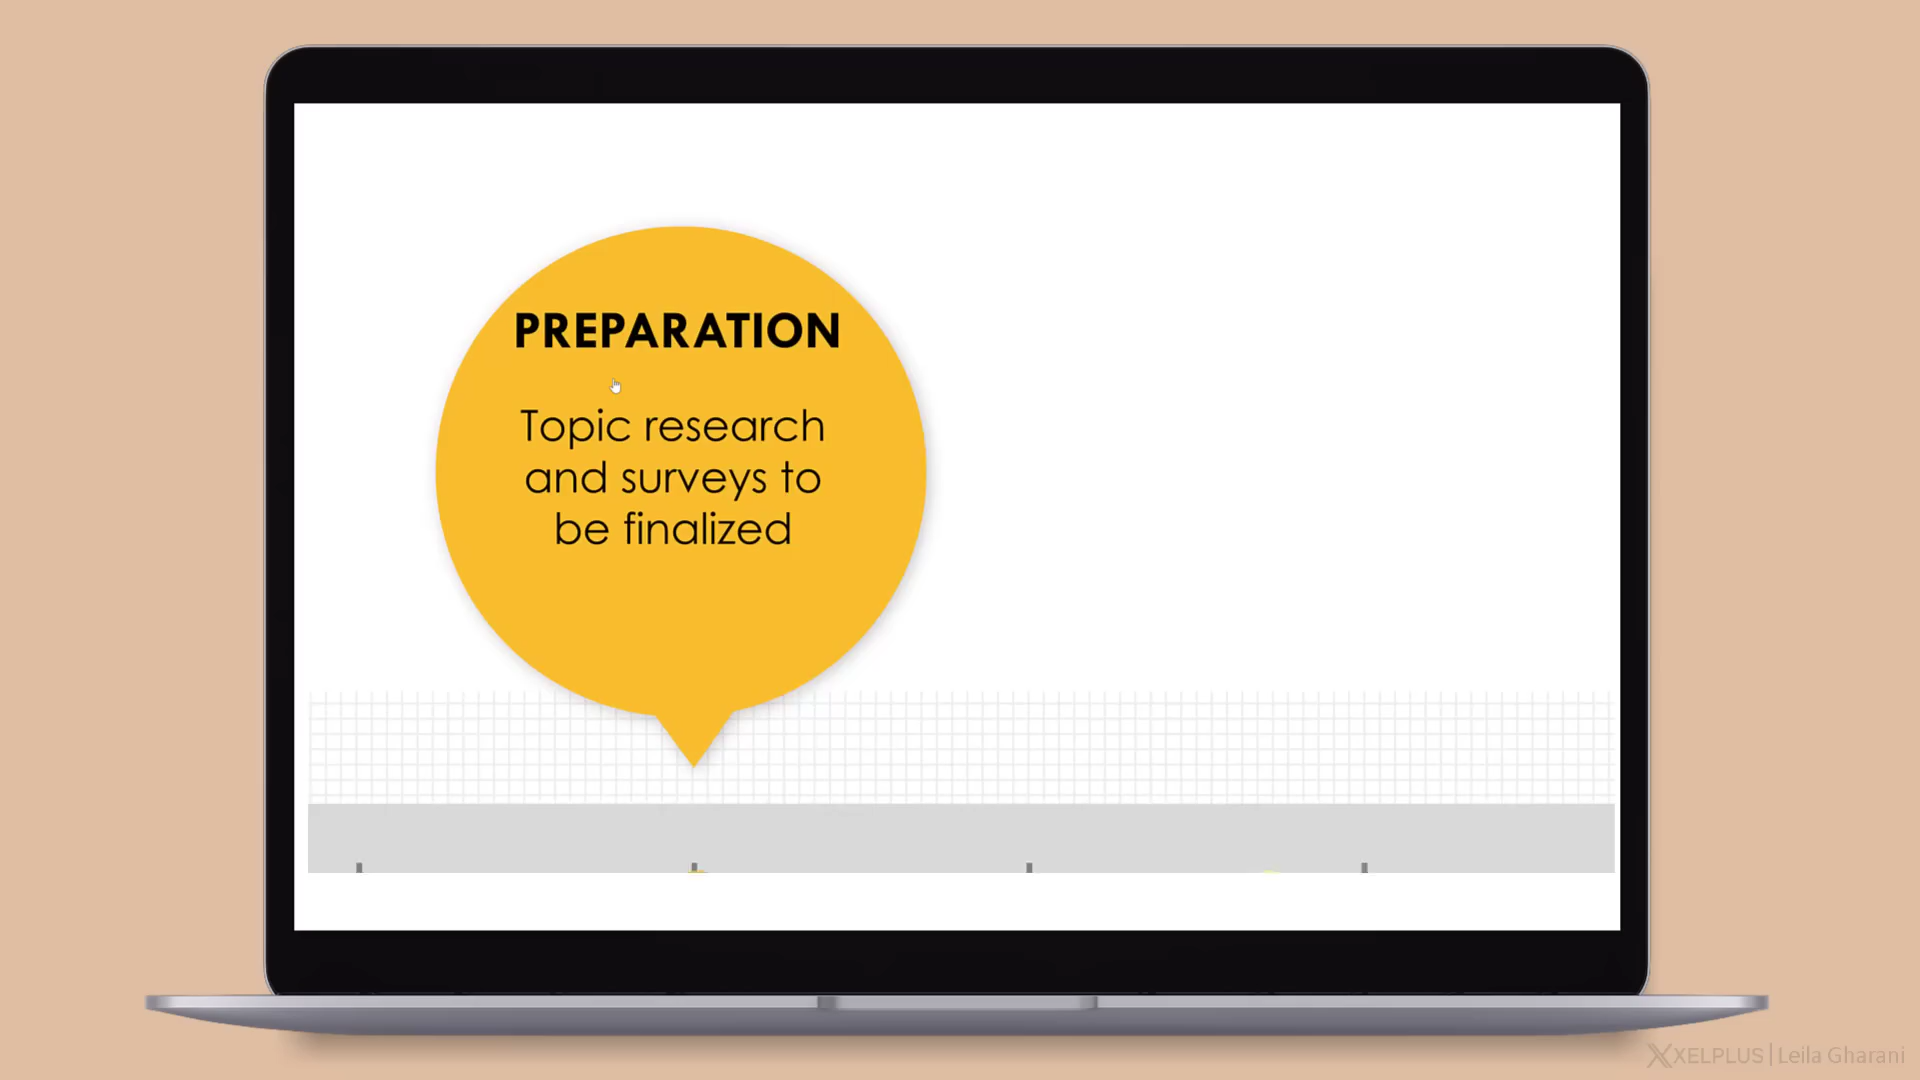 PREPARATION
Topic research
and surveys to
be finalized
XELPLUS | Leila Gharani